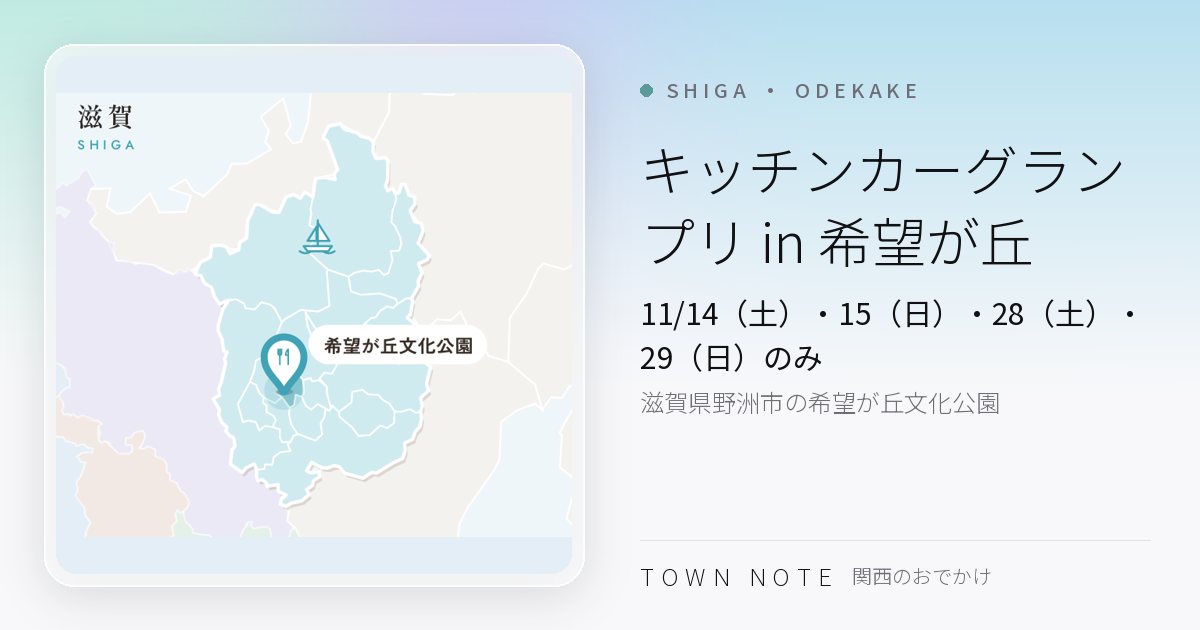 滋賀
SHIGA
希望が丘文化公園
SHIGA ・ ODEKAKE
キッチンカーグラン
プリ in 希望が丘
11/14（土）・15（日）・28（土）・
29（日）のみ
滋賀県野洲市の希望が丘文化公園
TOWN NOTE 関西のおでかけ